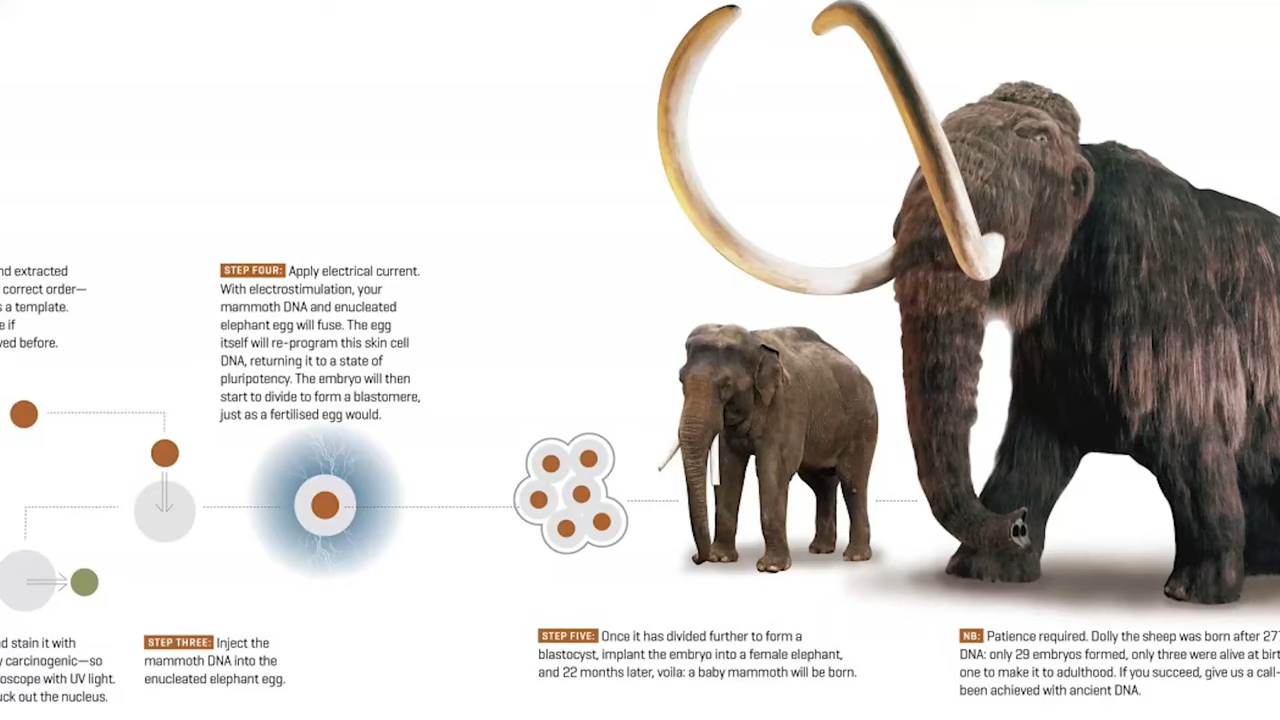 nd extracted
correct order—
s a template.
e if
ved before.
STEP FOUR: Apply electrical current.
With electrostimulation, your
mammoth DNA and enucleated
elephant egg will fuse. The egg
itself will re-program this skin cell
DNA, returning it to a state of
pluripotency. The embryo will then
start to divide to form a blastomere,
just as a fertilised egg would.
d stain it with
y carcinogenic—so
oscope with UV light.
uck out the nucleus.
STEP THREE: Inject the
mammoth DNA into the
enucleated elephant egg.
STEP FIVE: Once it has divided further to form a
blastocyst, implant the embryo into a female elephant,
and 22 months later, voila: a baby mammoth will be born.
NB: Patience required. Dolly the sheep was born after 277
DNA: only 29 embryos formed, only three were alive at birt
one to make it to adulthood. If you succeed, give us a call-
been achieved with ancient DNA.